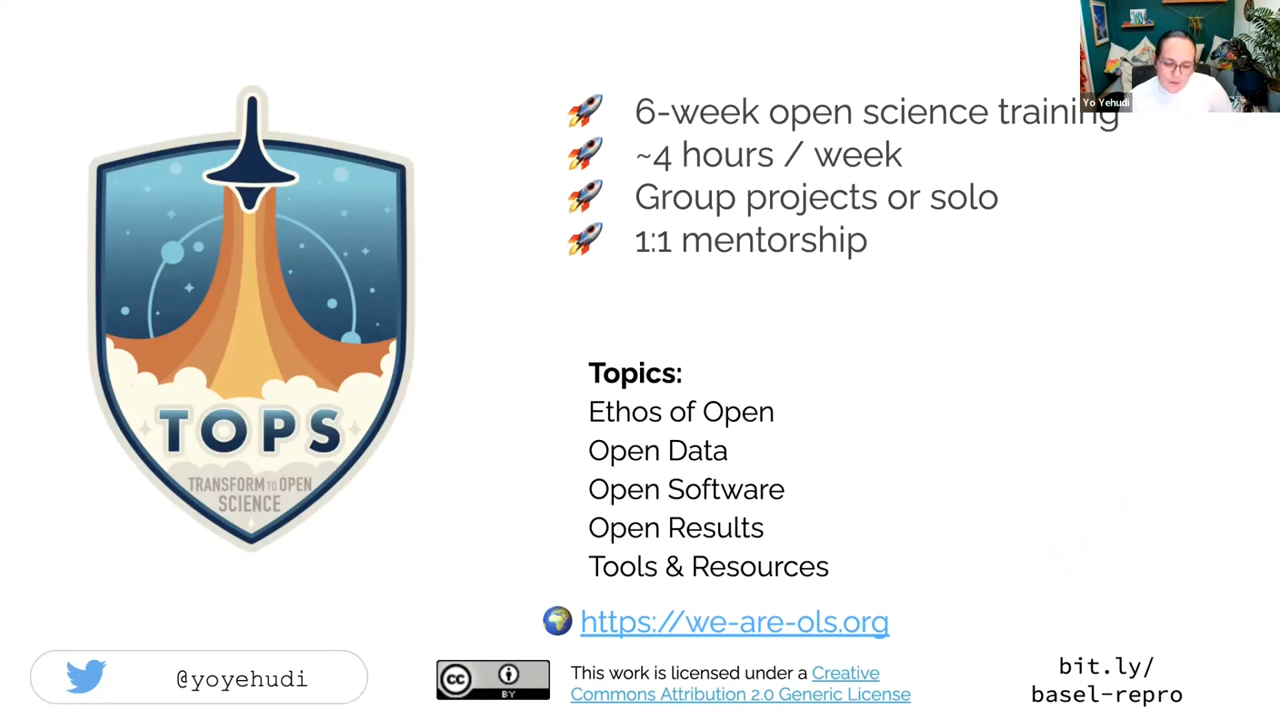 Yo Yehudi
6-week open science training
~4 hours / week
Group projects or solo
1:1 mentorship
TOPS
TRANSFORM TO OPEN
SCIENCE
Topics:
Ethos of Open
Open Data
Open Software
Open Results
Tools & Resources
https://we-are-ols.org
@yoyehudi
cc
BY
This work is licensed under a Creative
Commons Attribution 2.0 Generic License
bit.ly/
basel-repro